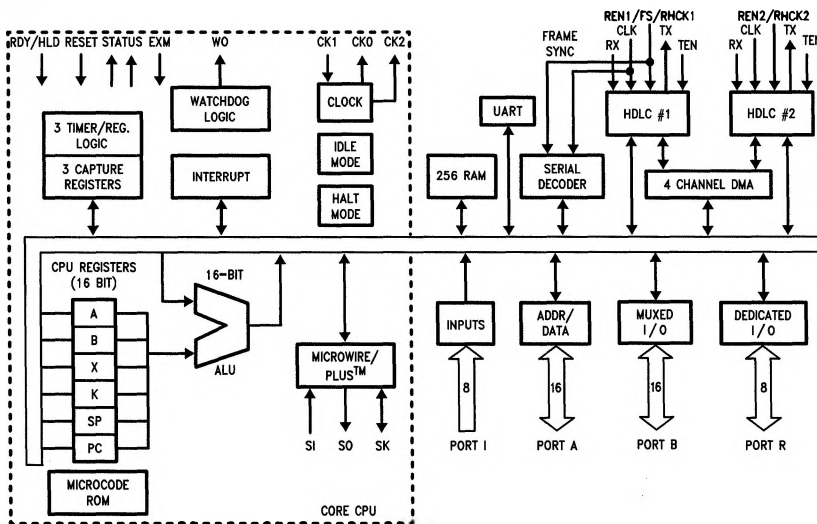 RDY/HLD RESET STATUS EXM WO CK1 CK0 CK2
REN1/FS/RHCK1
CLK
RX
TX
TEN
FRAME
SYNC
REN2/RHCK2
CLK
RX
TX
TEN
3 TIMER/REG.
LOGIC
3 CAPTURE
REGISTERS
WATCHDOG
LOGIC
INTERRUPT
CLOCK
IDLE
MODE
HALT
MODE
256 RAM
UART
SERIAL
DECODER
HDLC #1
HDLC #2
4 CHANNEL DMA
CPU REGISTERS
(16 BIT)
A
B
X
K
SP
PC
16-BIT
ALU
MICROWIRE/
PLUS™
SI SO SK
MICROCODE
ROM
CORE CPU
INPUTS
8
PORT I
ADDR/
DATA
16
PORT A
MUXED
I/O
16
PORT B
DEDICATED
I/O
8
PORT R